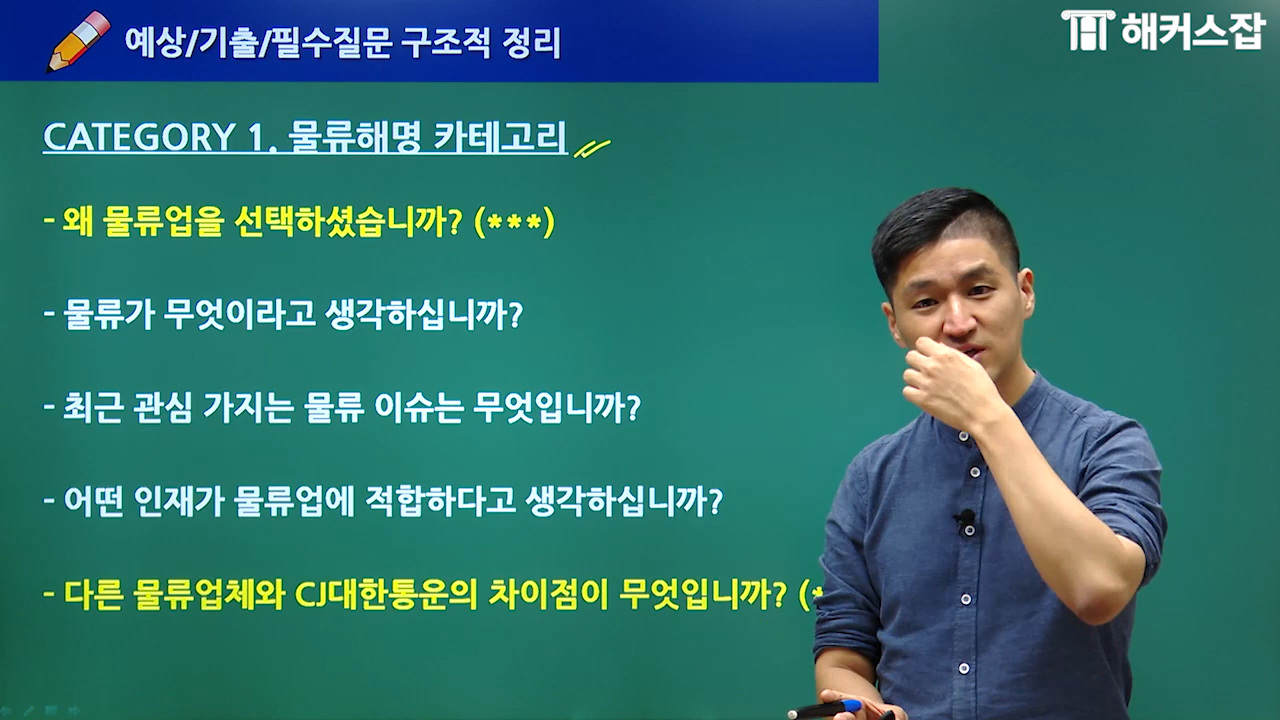 예상/기출/필수질문 구조적 정리
해커스잡
CATEGORY 1. 물류해명 카테고리
- 왜 물류업을 선택하셨습니까? (***)
- 물류가 무엇이라고 생각하십니까?
- 최근 관심 가지는 물류 이슈는 무엇입니까?
- 어떤 인재가 물류업에 적합하다고 생각하십니까?
- 다른 물류업체와 CJ대한통운의 차이점이 무엇입니까? (*